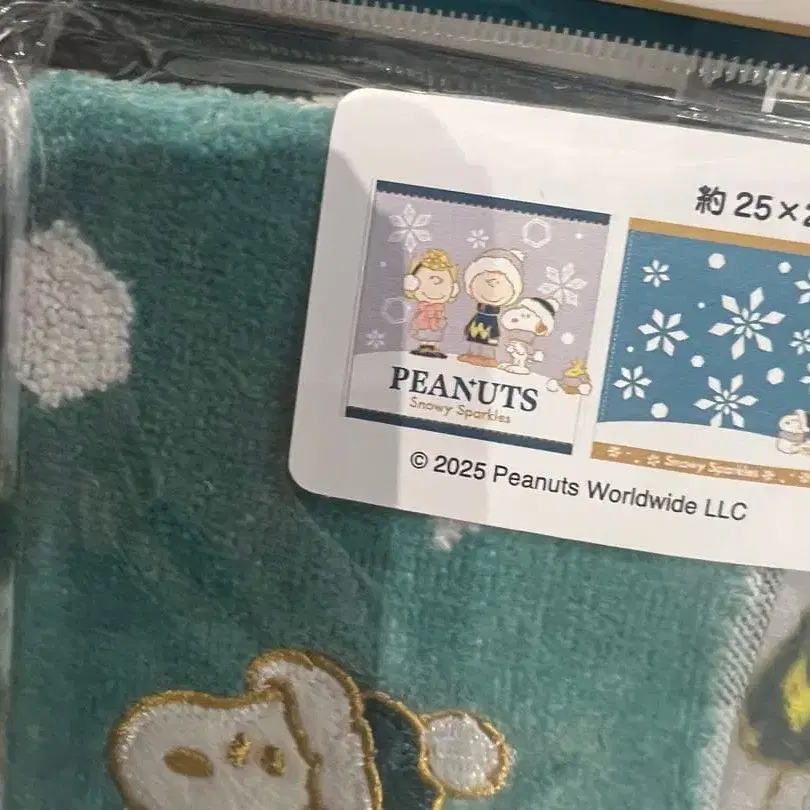 約 25×2
PEANUTS
Snowy Sparkles
Snowy Sparkles
© 2025 Peanuts Worldwide LLC